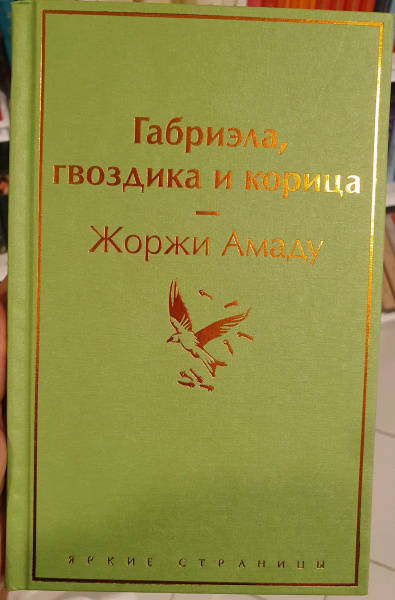 Габриэла,
гвоздика и корица
–
Жоржи Амаду
ЯРКИЕ СТРАНИЦЫ